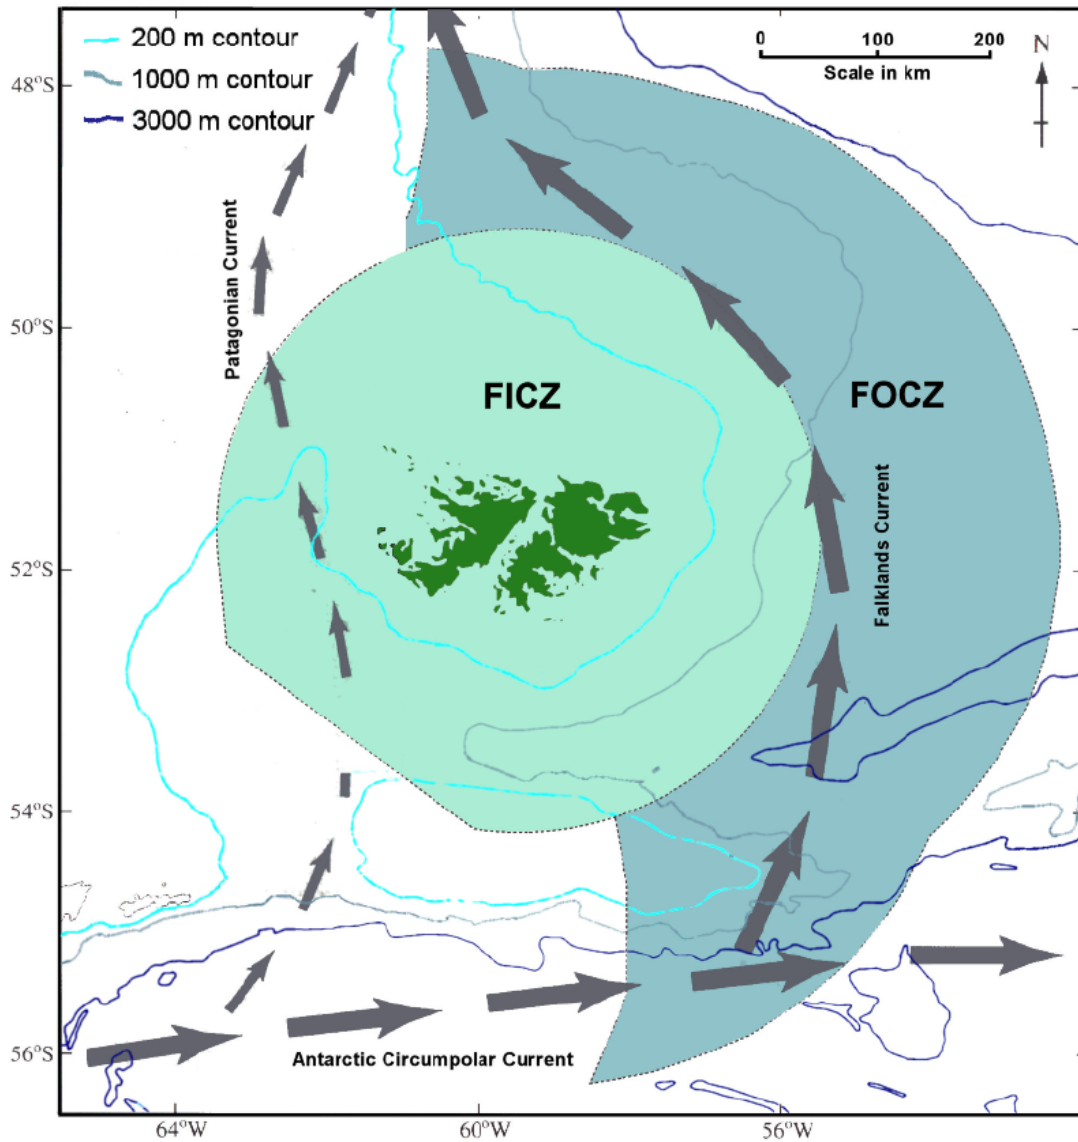 200 m contour
1000 m contour
3000 m contour
0 100 200
Scale in km
N
48°S
50°S
52°S
54°S
56°S
Patagonian Current
FICZ
FOCZ
Falklands Current
Antarctic Circumpolar Current
64°W 60°W 56°W